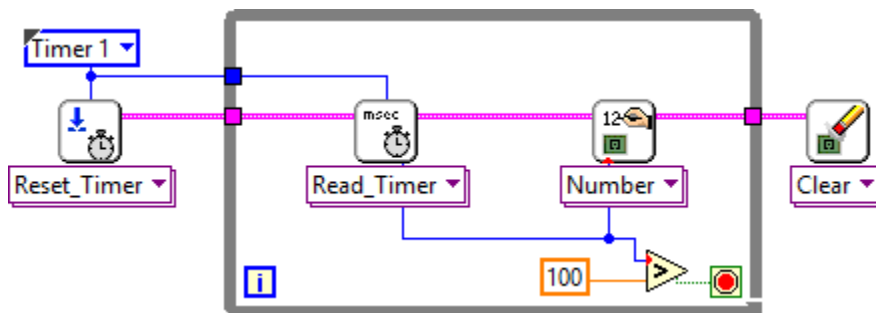 Timer 1
msec
12
Reset_Timer
Read_Timer
Number
Clear
i
100
>